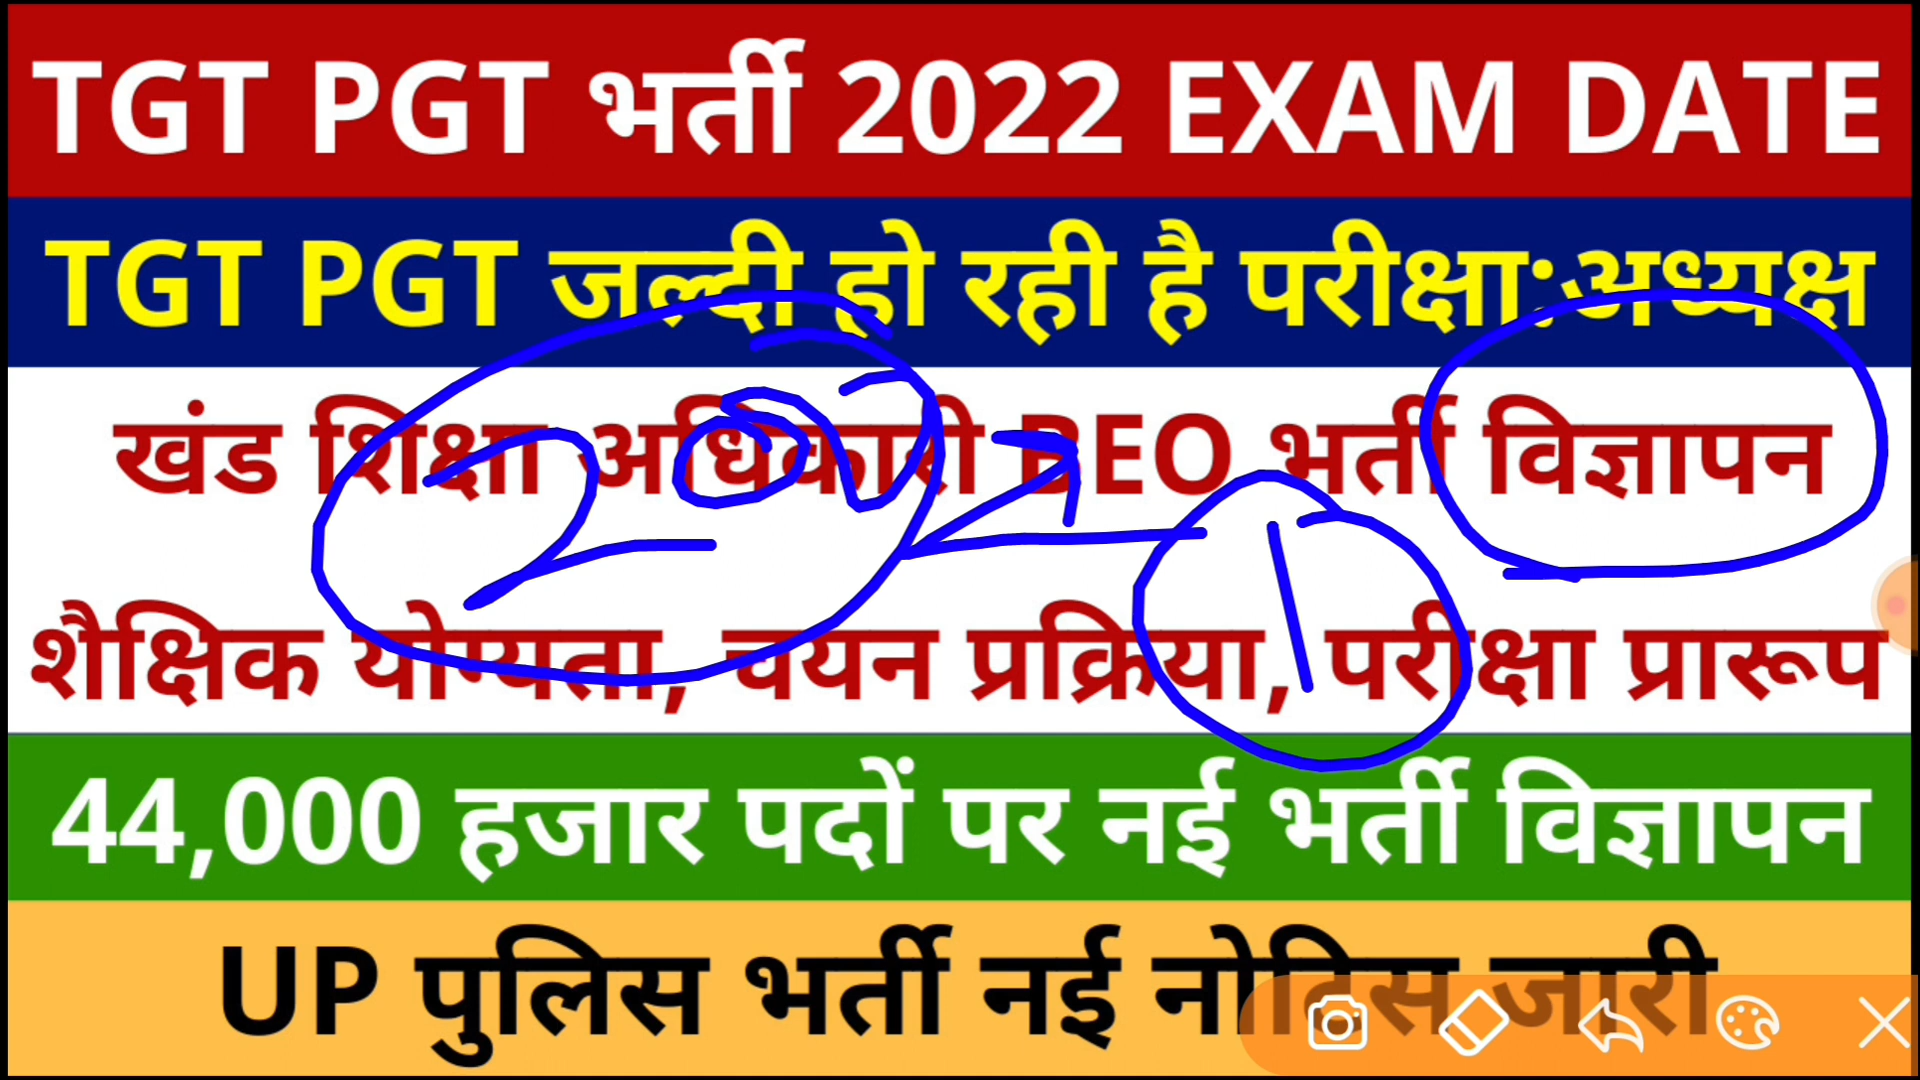 TGT PGT भर्ती 2022 EXAM DATE
TGT PGT जल्दी हो रही है परीक्षा:अध्यक्ष
खंड शिक्षा अधिकारी BEO भर्ती विज्ञापन
शैक्षिक योग्यता, चयन प्रक्रिया, परीक्षा प्रारूप
44,000 हजार पदों पर नई भर्ती विज्ञापन
UP पुलिस भर्ती नई नोटिस जारी